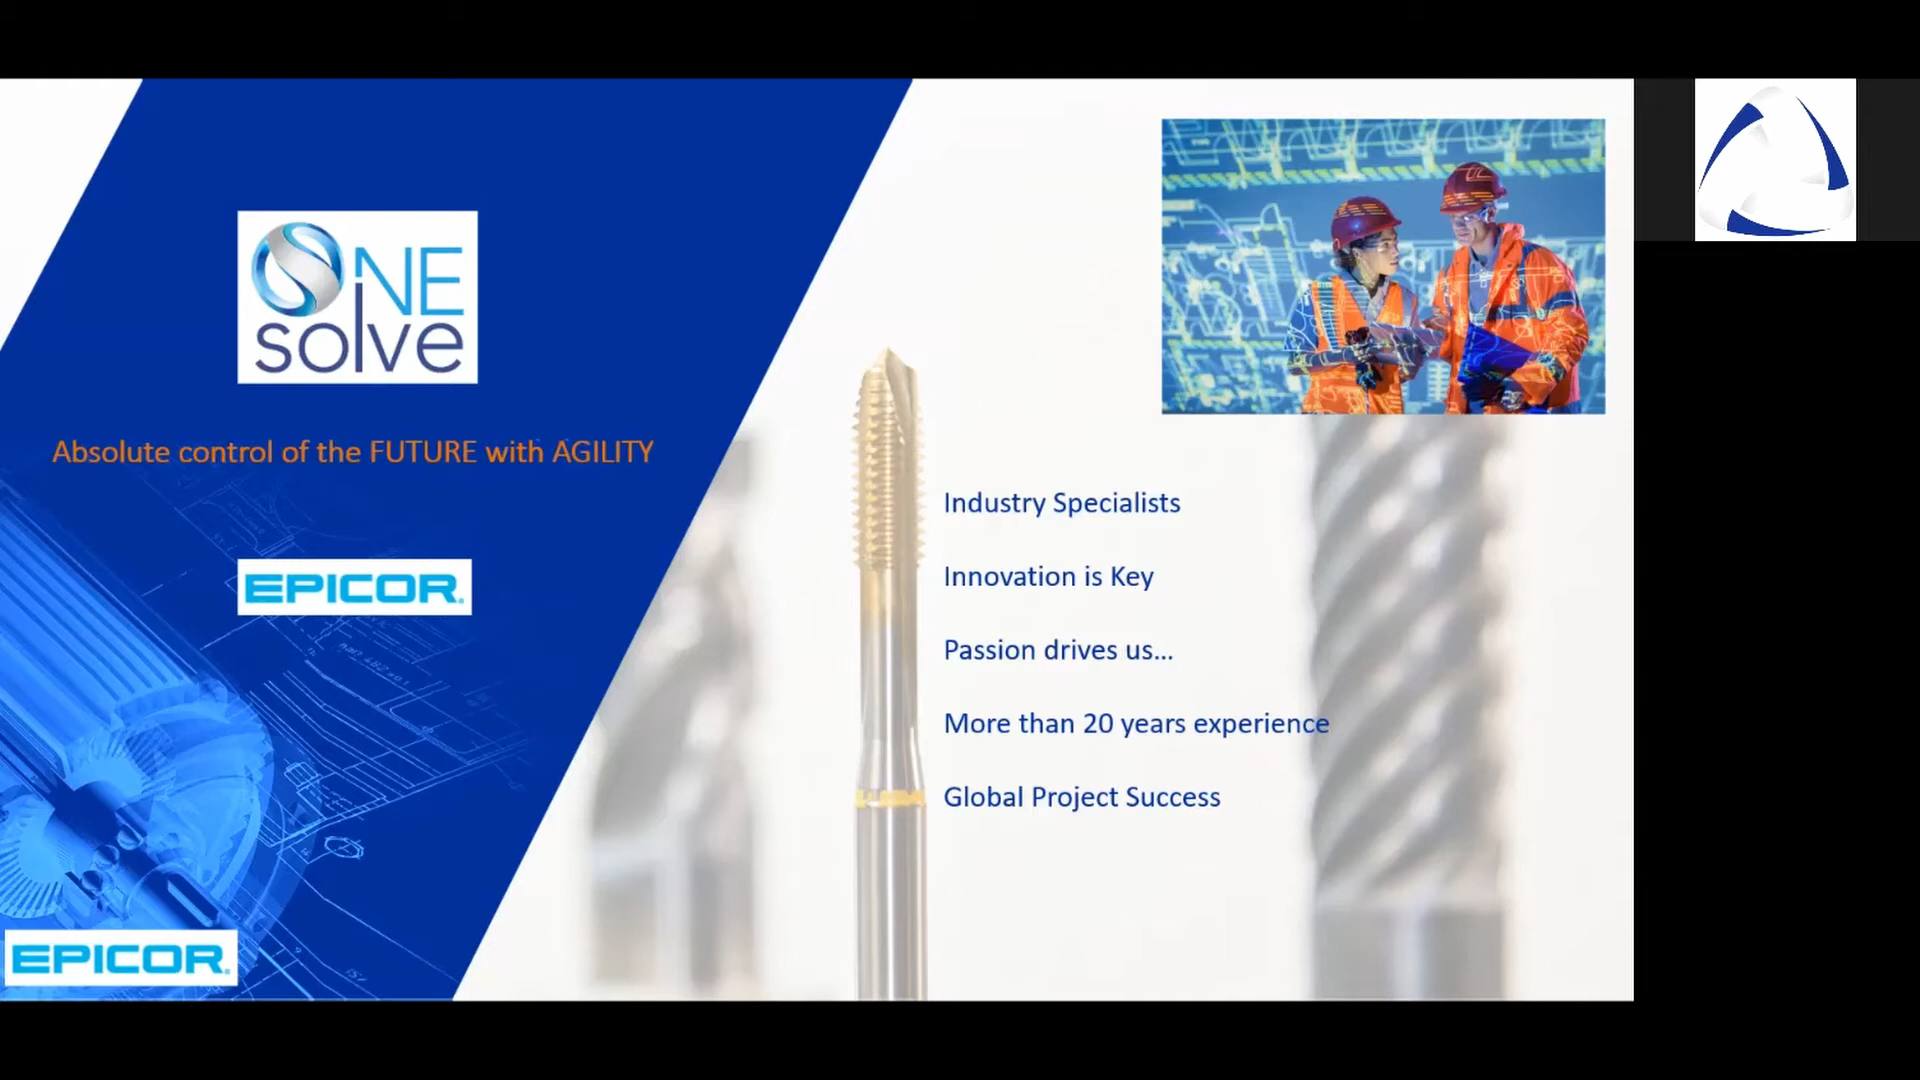 ONE
solve
Absolute control of the FUTURE with AGILITY
EPICOR.
EPICOR.
Industry Specialists
Innovation is Key
Passion drives us...
More than 20 years experience
Global Project Success